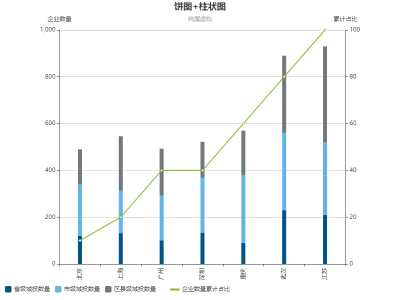 饼图+柱状图
纯属虚构
企业数量
累计占比
1,000
800
600
400
200
0
100
80
60
40
20
0
北京
上海
广州
深圳
重庆
武汉
江苏
省级城投数量 市级城投数量 区县级城投数量 企业数量累计占比